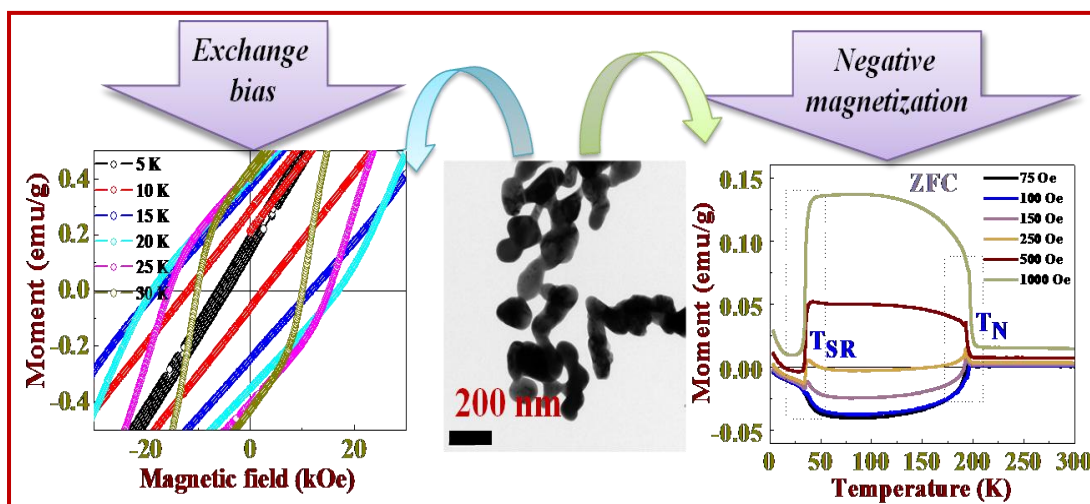 Exchange
bias
Negative
magnetization
Moment (emu/g)
0.4
0.2
0.0
-0.2
-0.4
5 K
10 K
15 K
20 K
25 K
30 K
-20
0
20
Magnetic field (kOe)
200 nm
Moment (emu/g)
0.15
0.10
0.05
0.00
-0.05
ZFC
75 Oe
100 Oe
150 Oe
250 Oe
500 Oe
1000 Oe
TSR
TN
0
50
100
150
200
250
300
Temperature (K)